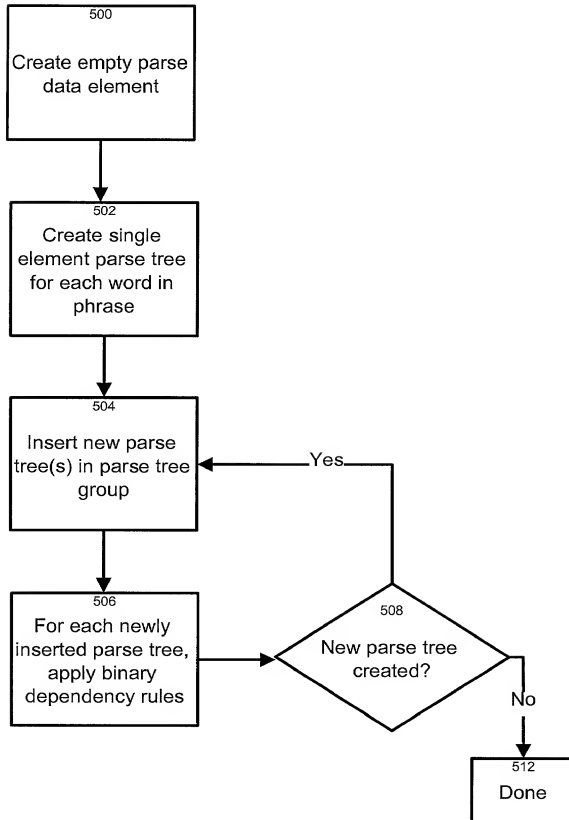 500
Create empty parse
data element
502
Create single
element parse tree
for each word in
phrase
504
Insert new parse
tree(s) in parse tree
group
Yes
506
For each newly
inserted parse tree,
apply binary
dependency rules
508
New parse tree
created?
No
512
Done